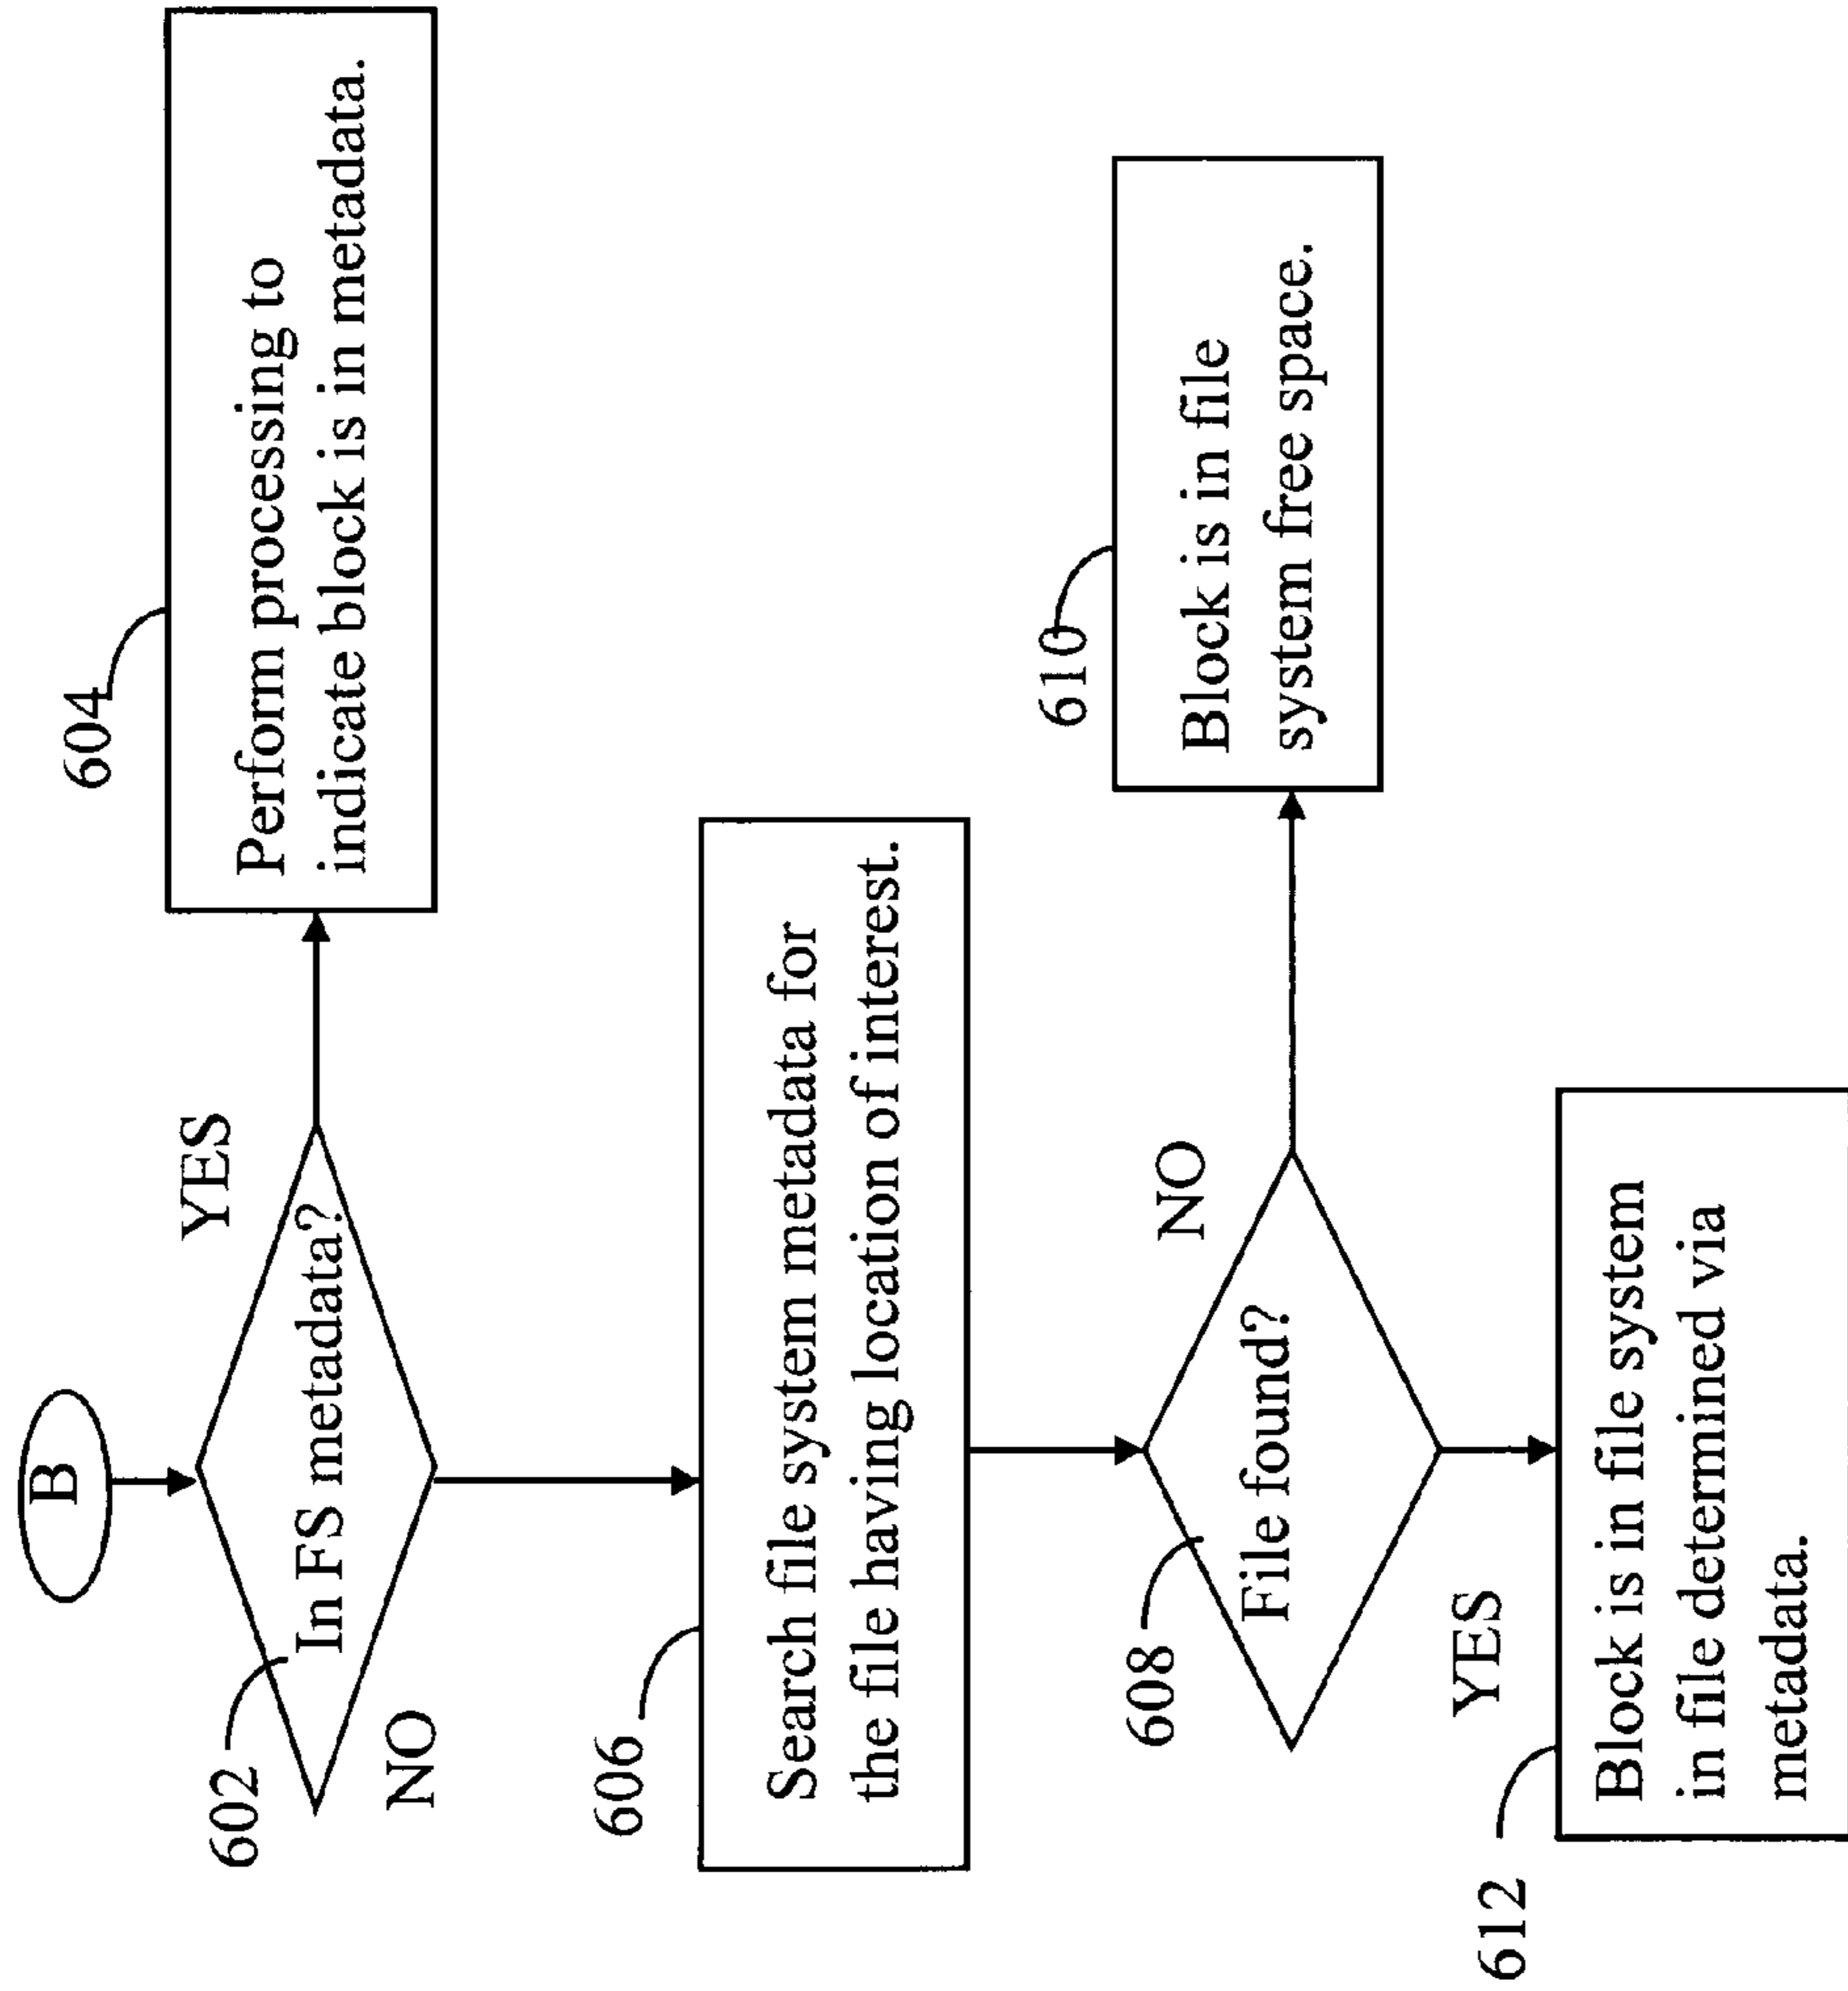 B
602
In FS metadata?
YES
604
Perform processing to
indicate block is in metadata.
NO
606
Search file system metadata for
the file having location of interest.
608
File found?
NO
610
Block is in file
system free space.
YES
612
Block is in file system
in file determined via
metadata.